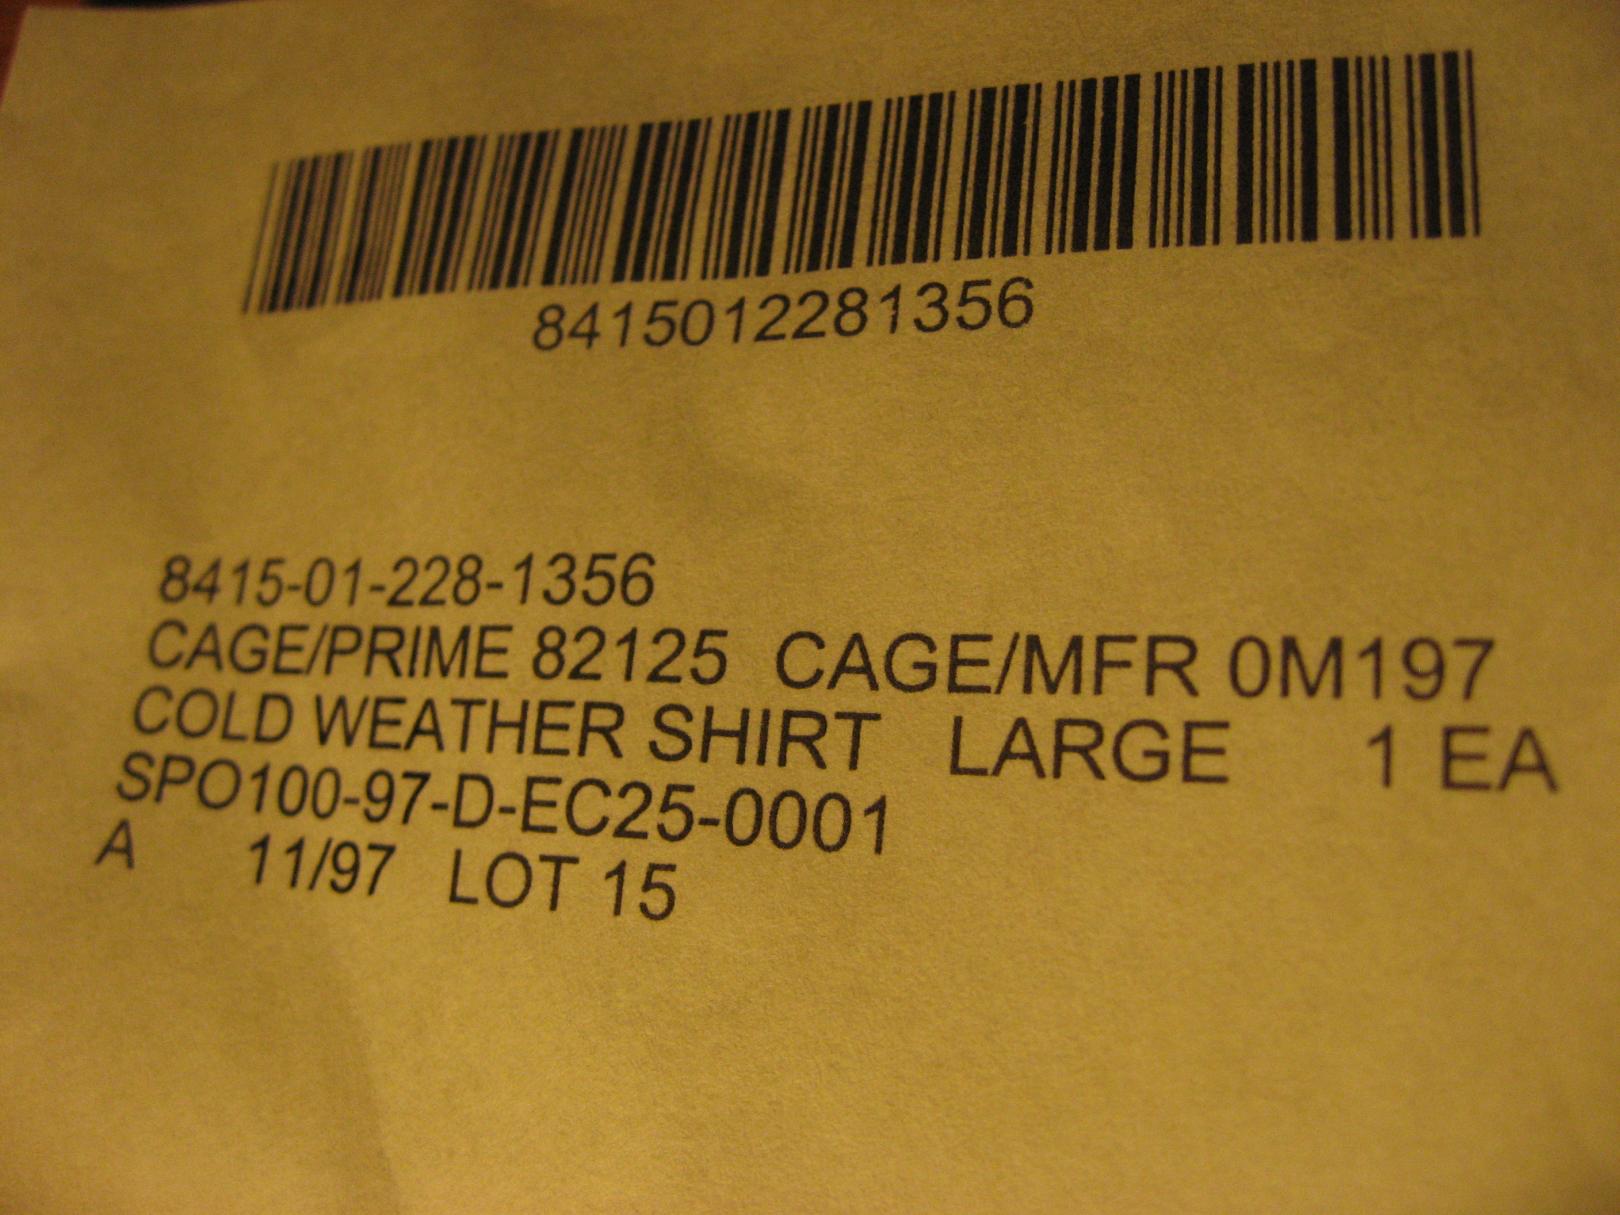 8415012281356
8415-01-228-1356
CAGE/PRIME 82125 CAGE/MFR 0M197
COLD WEATHER SHIRT LARGE 1 EA
SPO100-97-D-EC25-0001
A 11/97 LOT 15